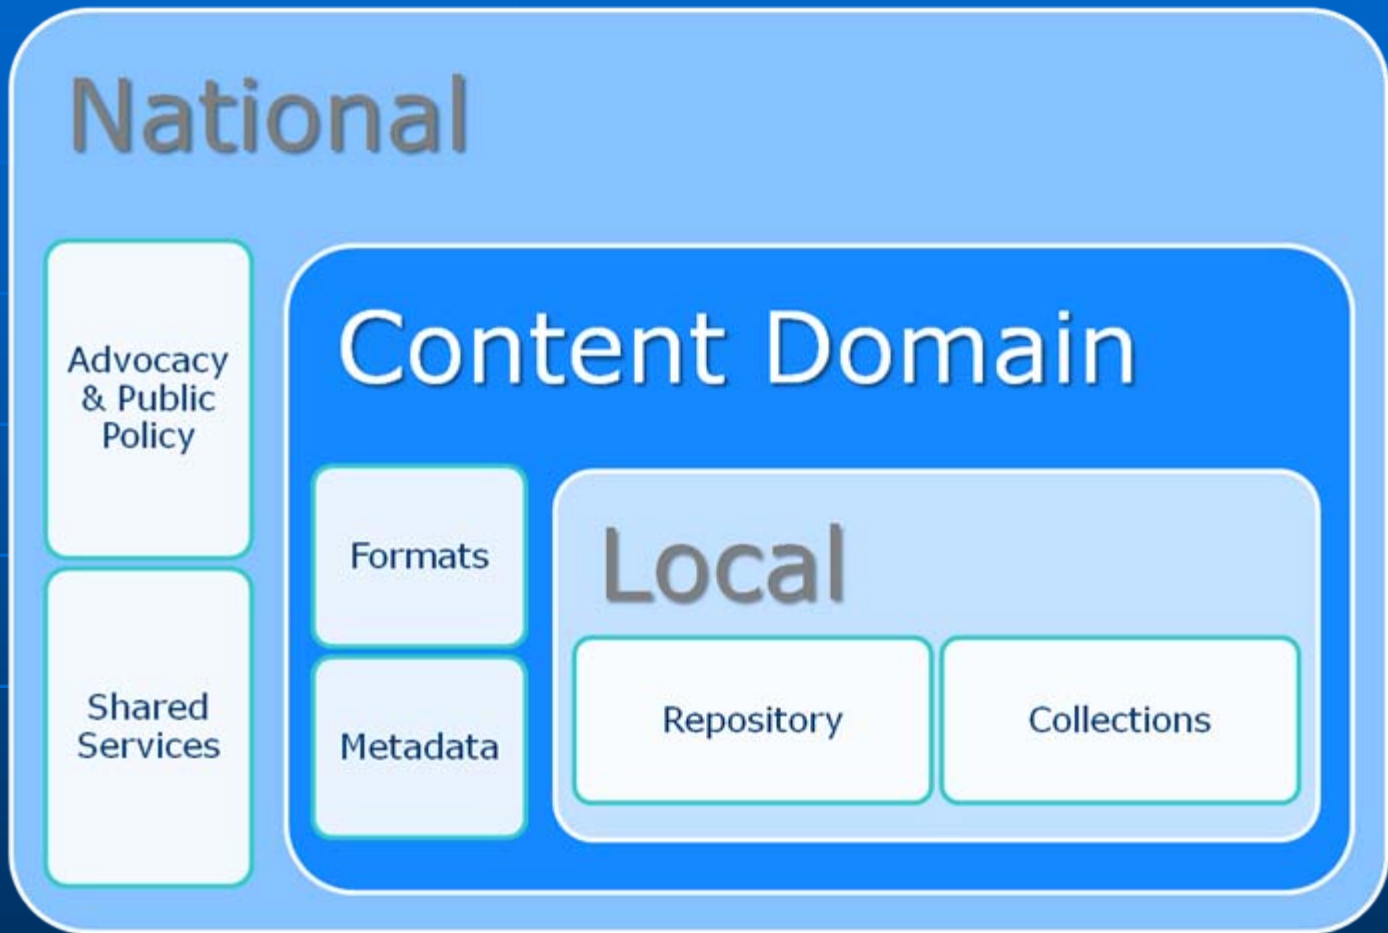 National
Advocacy
& Public
Policy
Shared
Services
Content Domain
Formats
Metadata
Local
Repository
Collections